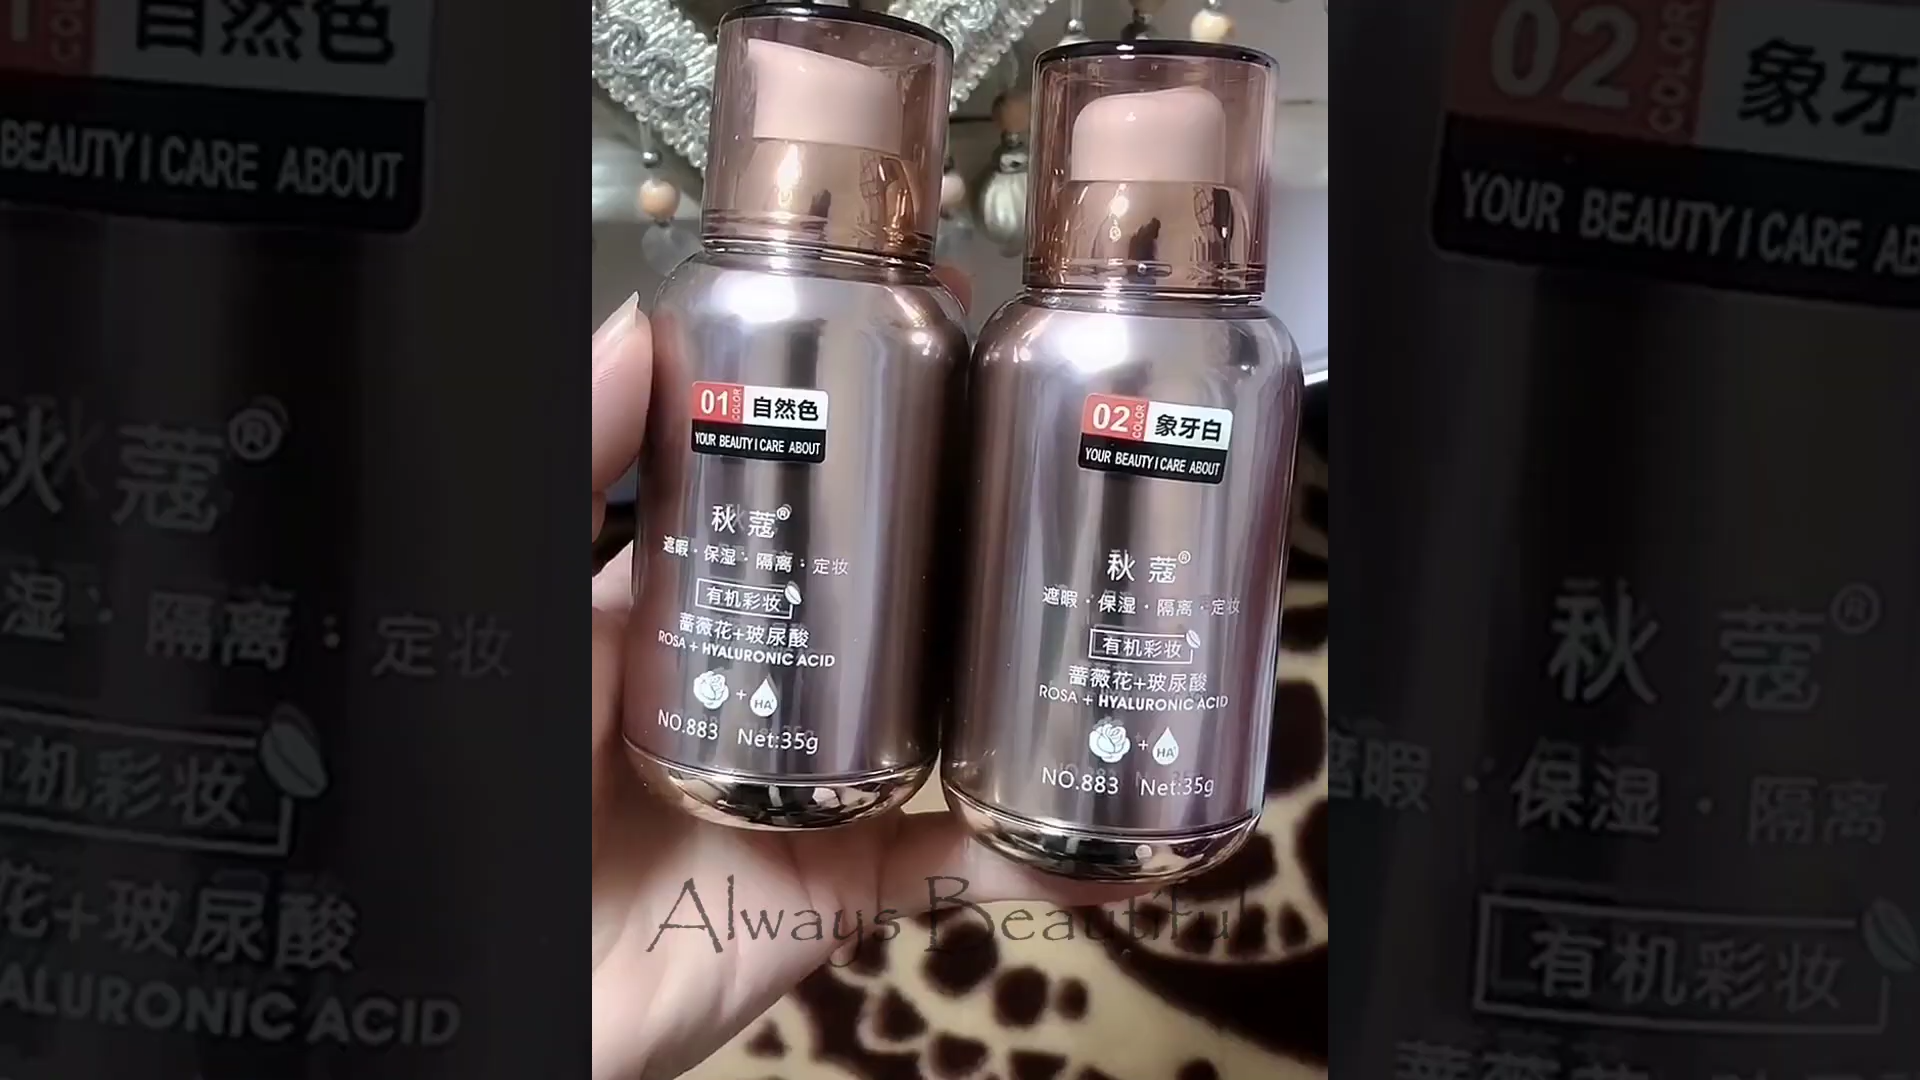 01 COLOR 自然色
YOUR BEAUTY I CARE ABOUT
秋蔻®
遮暇·保湿·隔离·定妆
有机彩妆
蔷薇花+玻尿酸
ROSA + HYALURONIC ACID
HA
NO.883 Net:35g
02 COLOR 象牙白
YOUR BEAUTY I CARE ABOUT
秋蔻®
遮暇·保湿·隔离·定妆
有机彩妆
蔷薇花+玻尿酸
ROSA + HYALURONIC ACID
HA
NO.883 Net:35g
Always Beautiful